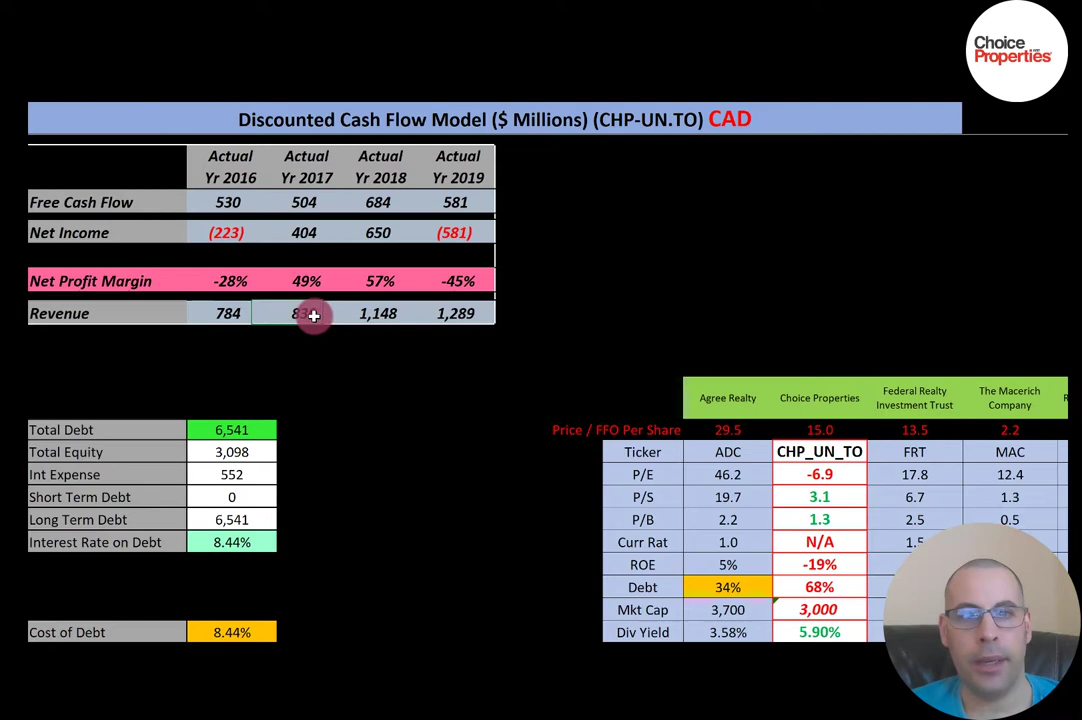 Choice
Properties
Discounted Cash Flow Model ($ Millions) (CHP-UN.TO) CAD
Actual Actual Actual Actual
Yr 2016 Yr 2017 Yr 2018 Yr 2019
Free Cash Flow 530 504 684 581
Net Income (223) 404 650 (581)
Net Profit Margin -28% 49% 57% -45%
Revenue 784 1,148 1,289
Agree Realty Choice Properties Federal Realty Investment Trust The Macerich Company
Price / FFO Per Share 29.5 15.0 13.5 2.2
Total Debt 6,541
Total Equity 3,098
Int Expense 552
Short Term Debt 0
Long Term Debt 6,541
Interest Rate on Debt 8.44%
Cost of Debt 8.44%
Ticker ADC CHP_UN_TO FRT MAC
P/E 46.2 -6.9 17.8 12.4
P/S 19.7 3.1 6.7 1.3
P/B 2.2 1.3 2.5 0.5
Curr Rat 1.0 N/A
ROE 5% -19%
Debt 34% 68%
Mkt Cap 3,700 3,000
Div Yield 3.58% 5.90%